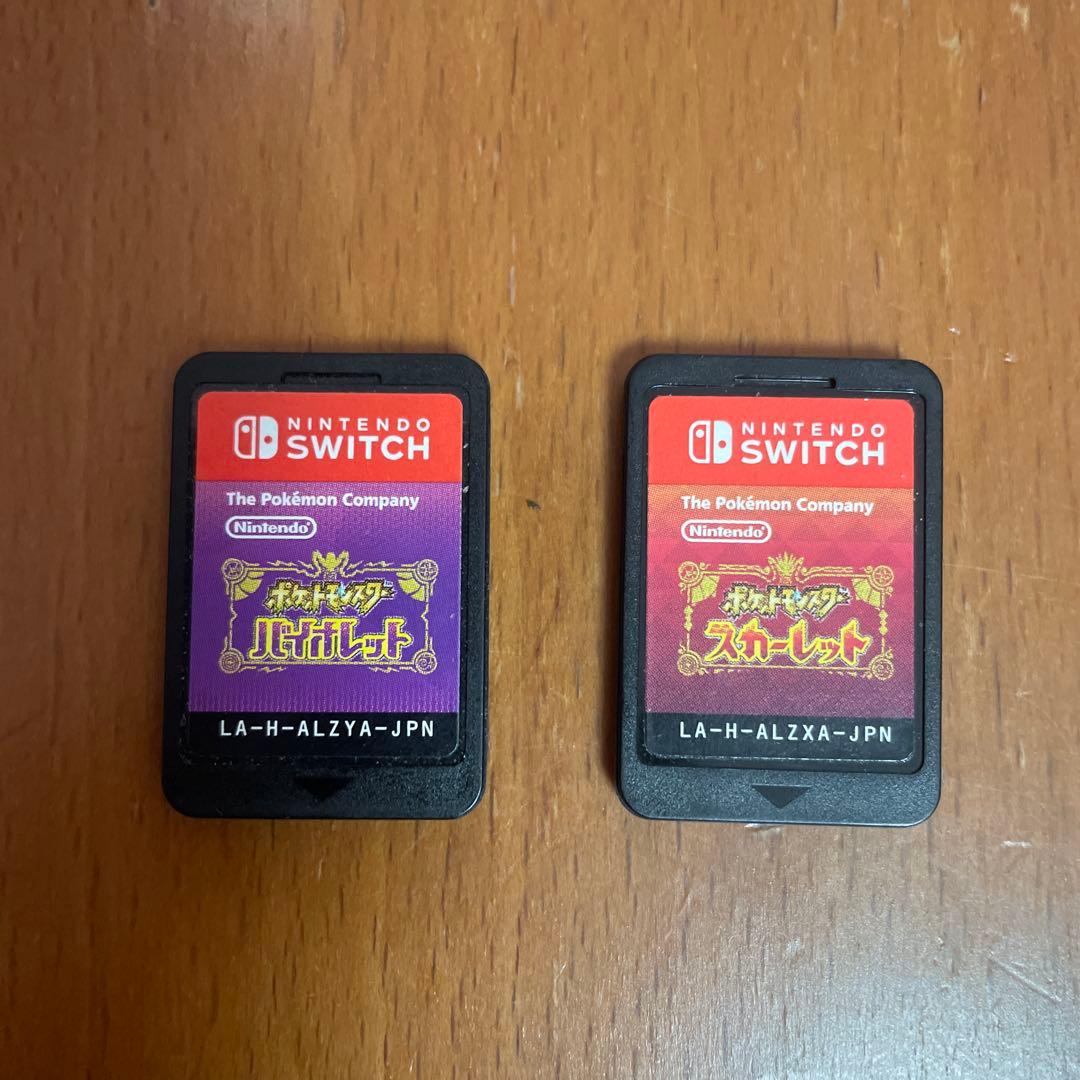 NINTENDO
SWITCH
The Pokémon Company
Nintendo
ポケットモンスター
バイオレット
LA-H-ALZYA-JPN
NINTENDO
SWITCH
The Pokémon Company
Nintendo
ポケットモンスター
スカーレット
LA-H-ALZXA-JPN